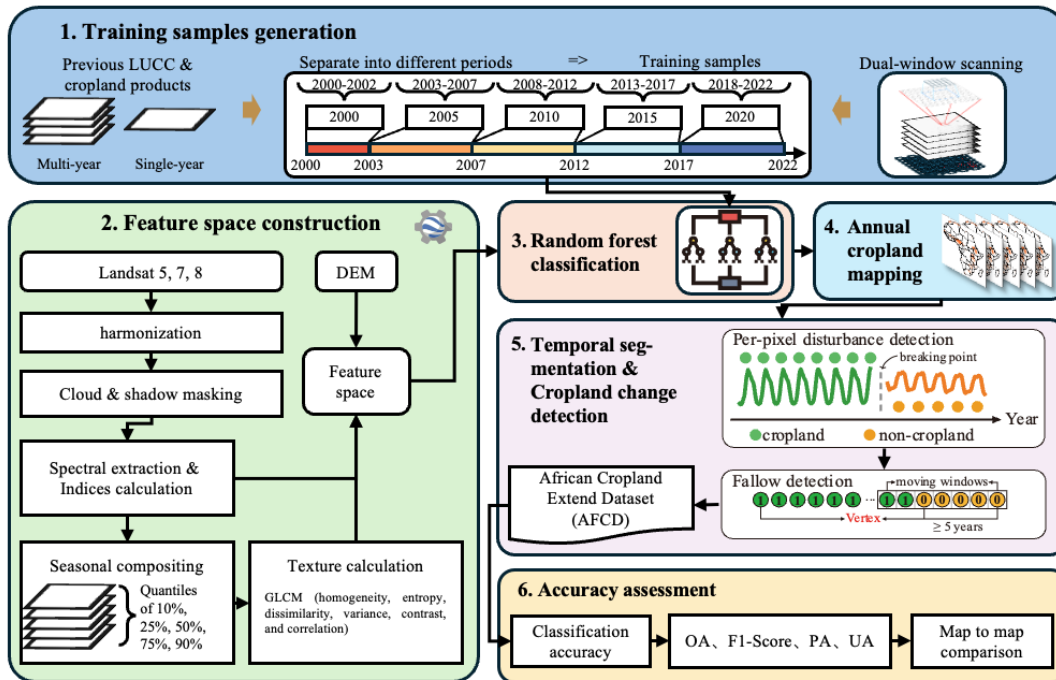 1. Training samples generation
Previous LUCC &
cropland products
Multi-year
Single-year
Separate into different periods => Training samples
2000-2002 2003-2007 2008-2012 2013-2017 2018-2022
2000 2005 2010 2015 2020
2000 2003 2007 2012 2017 2022
Dual-window scanning
2. Feature space construction
Landsat 5, 7, 8
harmonization
Cloud & shadow masking
Spectral extraction &
Indices calculation
Seasonal compositing
Quantiles
of 10%,
25%, 50%,
75%, 90%
DEM
Feature
space
Texture calculation
GLCM (homogeneity, entropy,
dissimilarity, variance, contrast,
and correlation)
3. Random forest
classification
4. Annual
cropland
mapping
5. Temporal seg-
mentation &
Cropland change
detection
Per-pixel disturbance detection
breaking point
Year
cropland
non-cropland
Fallow detection
moving windows
1 1 1 1 1 1 ... 1 1 0 0 0 0 0
Vertex
≥ 5 years
African Cropland
Extend Dataset
(AFCD)
6. Accuracy assessment
Classification
accuracy
OA、F1-Score、PA、UA
Map to map
comparison